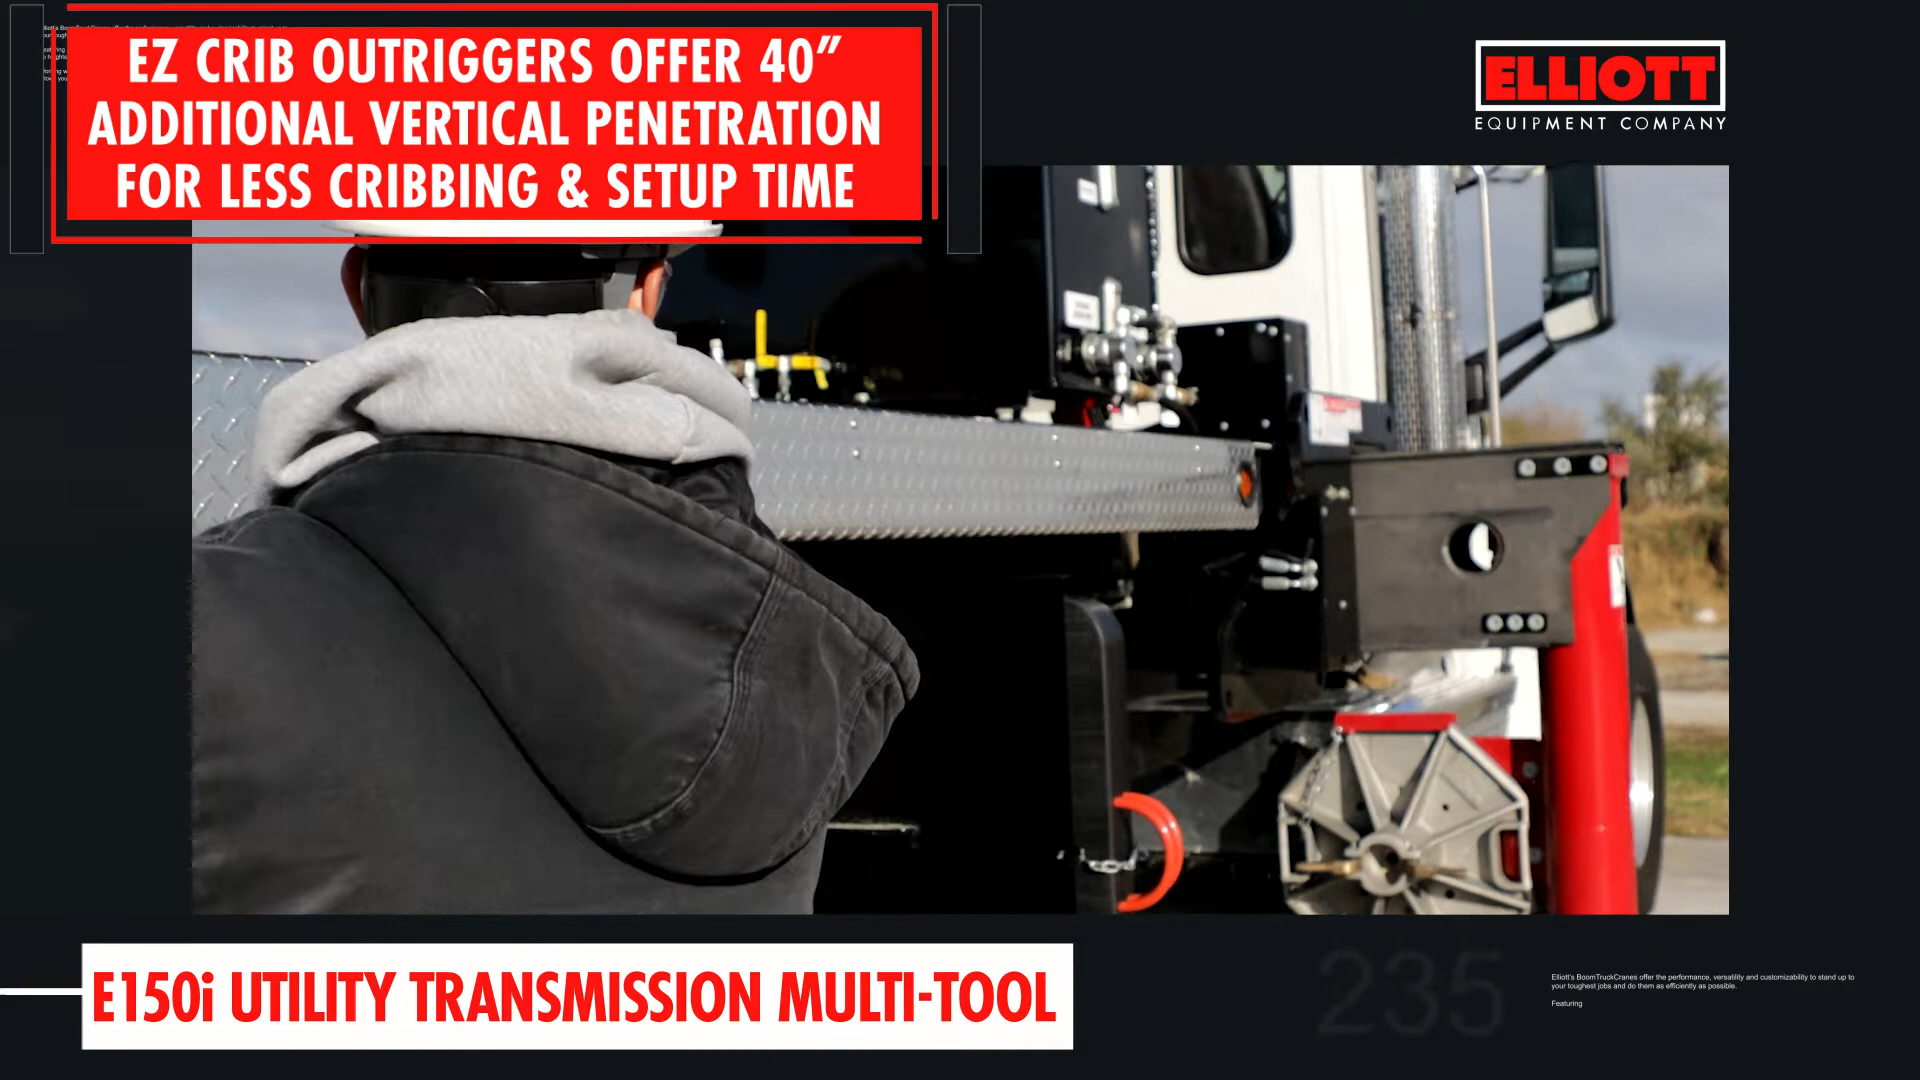 EZ CRIB OUTRIGGERS OFFER 40”
ADDITIONAL VERTICAL PENETRATION
FOR LESS CRIBBING & SETUP TIME
ELLIOTT
EQUIPMENT COMPANY
E150i UTILITY TRANSMISSION MULTI-TOOL
235
Elliott's BoomTruckCranes offer the performance, versatility and customizability to stand up to
your toughest jobs and do them as efficiently as possible.
Featuring